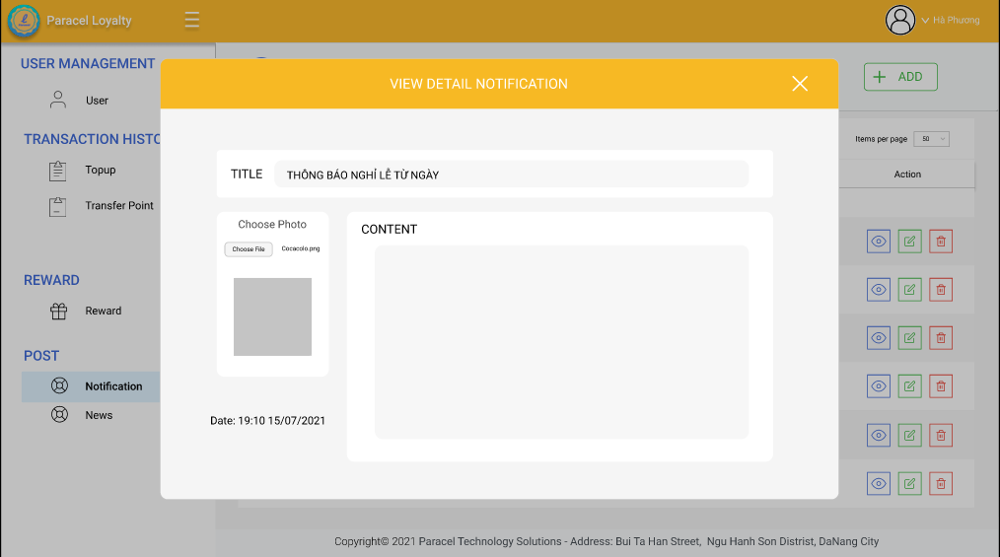 Paracel Loyalty
Hà Phương
USER MANAGEMENT
User
TRANSACTION HISTO
Topup
Transfer Point
REWARD
Reward
POST
Notification
News
ADD
Items per page 50
Action
VIEW DETAIL NOTIFICATION
TITLE THÔNG BÁO NGHỈ LỄ TỪ NGÀY
Choose Photo
Choose File Cocacolo.png
CONTENT
Date: 19:10 15/07/2021
Copyright© 2021 Paracel Technology Solutions - Address: Bui Ta Han Street, Ngu Hanh Son Distrist, DaNang City